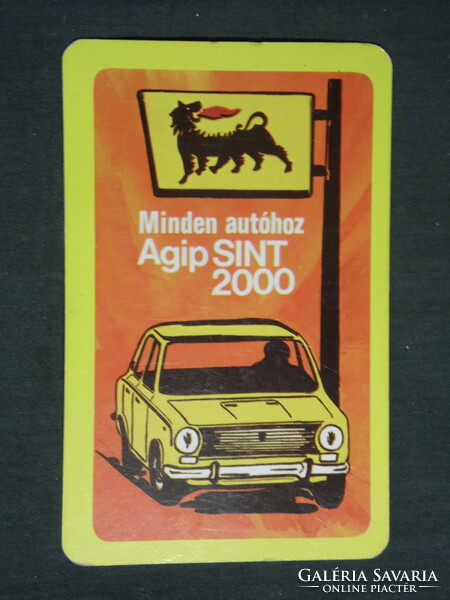 Minden autóhoz
Agip SINT
2000
GALÉRIA SAVARIA
ONLINE PIACTÉR